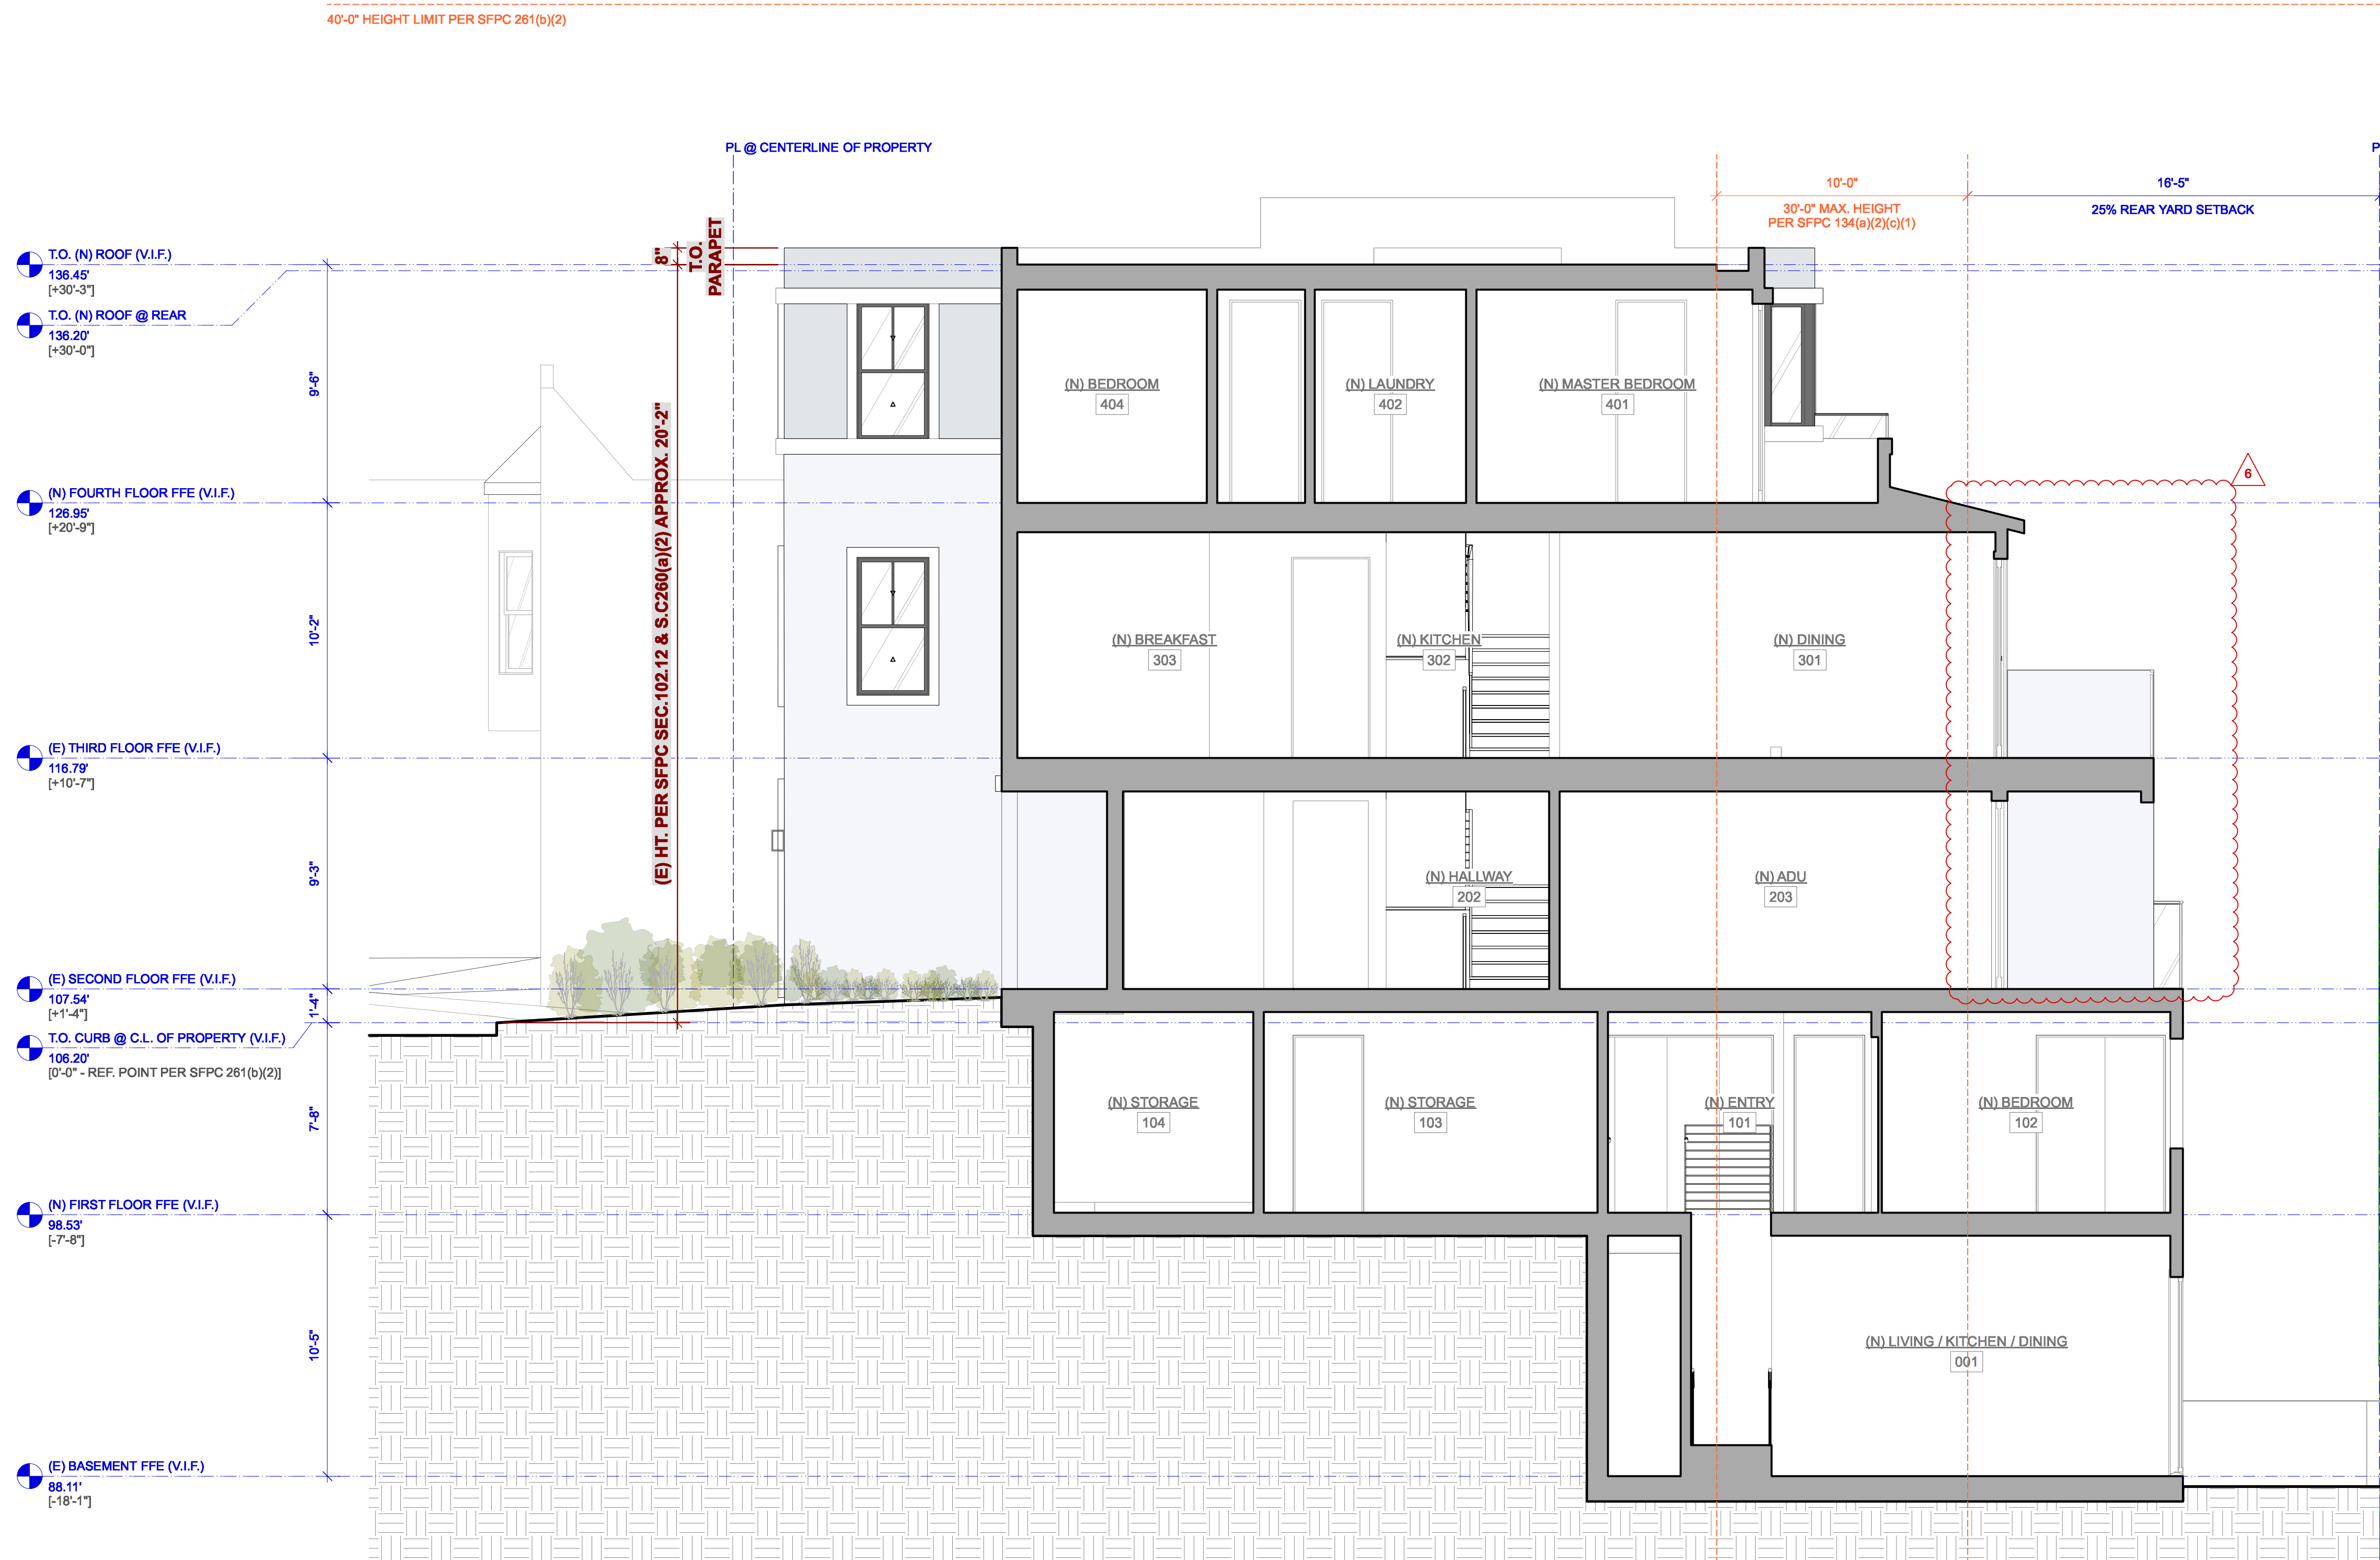 40'-0" HEIGHT LIMIT PER SFPC 261(b)(2)
PL @ CENTERLINE OF PROPERTY
P
10'-0"
16'-5"
30'-0" MAX. HEIGHT
PER SFPC 134(a)(2)(c)(1)
25% REAR YARD SETBACK
8"
T.O.
PARAPET
T.O. (N) ROOF (V.I.F.)
136.45'
[+30'-3"]
T.O. (N) ROOF @ REAR
136.20'
[+30'-0"]
9'-6"
(E) HT. PER SFPC SEC.102.12 & S.C260(a)(2) APPROX. 20'-2"
(N) BEDROOM
404
(N) LAUNDRY
402
(N) MASTER BEDROOM
401
6
(N) FOURTH FLOOR FFE (V.I.F.)
126.95'
[+20'-9"]
10'-2"
(N) BREAKFAST
303
(N) KITCHEN
302
(N) DINING
301
(E) THIRD FLOOR FFE (V.I.F.)
116.79'
[+10'-7"]
9'-3"
(N) HALLWAY
202
(N) ADU
203
(E) SECOND FLOOR FFE (V.I.F.)
107.54'
[+1'-4"]
1'-4"
T.O. CURB @ C.L. OF PROPERTY (V.I.F.)
106.20'
[0'-0" - REF. POINT PER SFPC 261(b)(2)]
7'-8"
(N) STORAGE
104
(N) STORAGE
103
(N) ENTRY
101
(N) BEDROOM
102
(N) FIRST FLOOR FFE (V.I.F.)
98.53'
[-7'-8"]
10'-5"
(N) LIVING / KITCHEN / DINING
001
(E) BASEMENT FFE (V.I.F.)
88.11'
[-18'-1"]